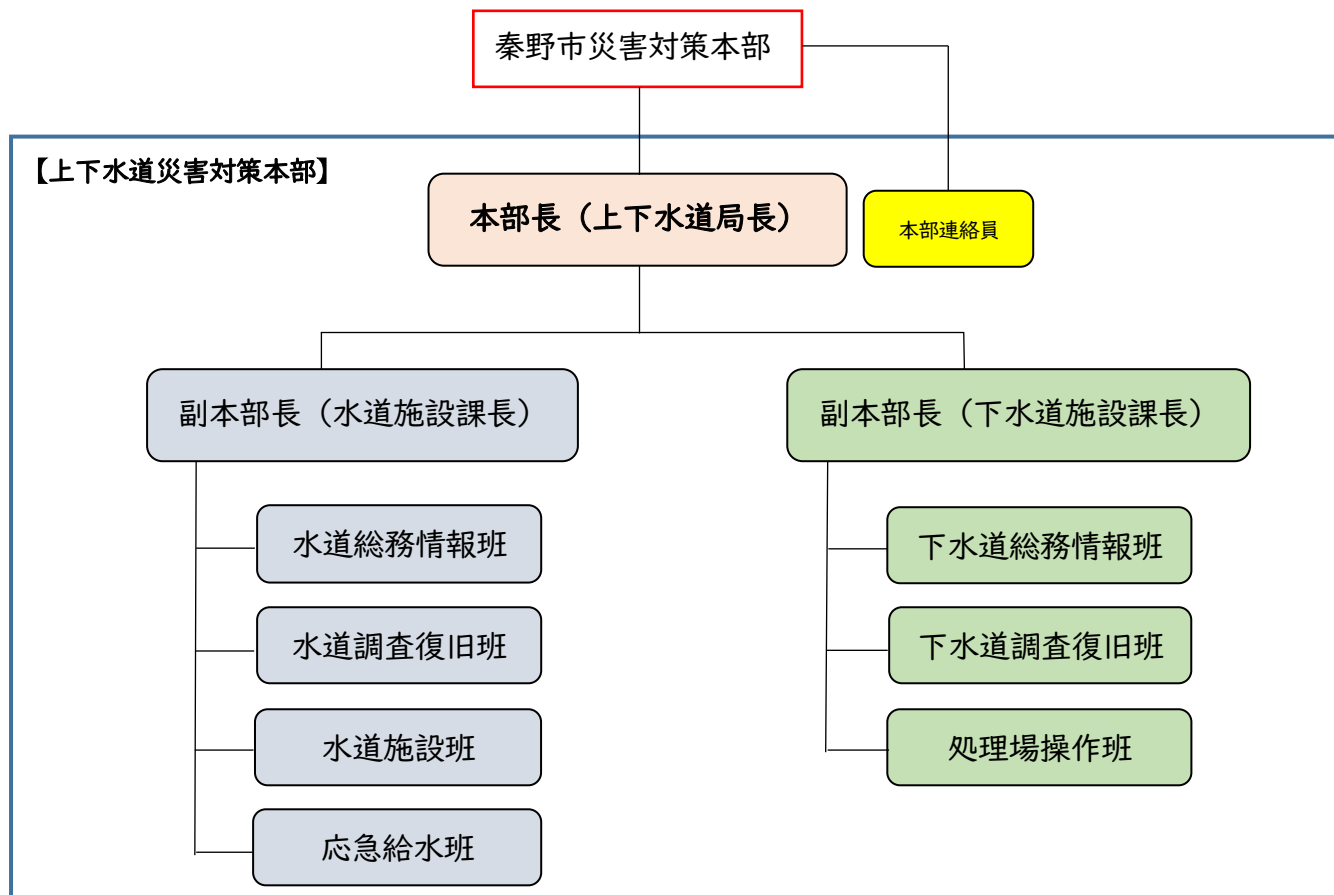 秦野市災害対策本部
【上下水道災害対策本部】
本部長（上下水道局長）
本部連絡員
副本部長（水道施設課長）
副本部長（下水道施設課長）
水道総務情報班
下水道総務情報班
水道調査復旧班
下水道調査復旧班
水道施設班
処理場操作班
応急給水班